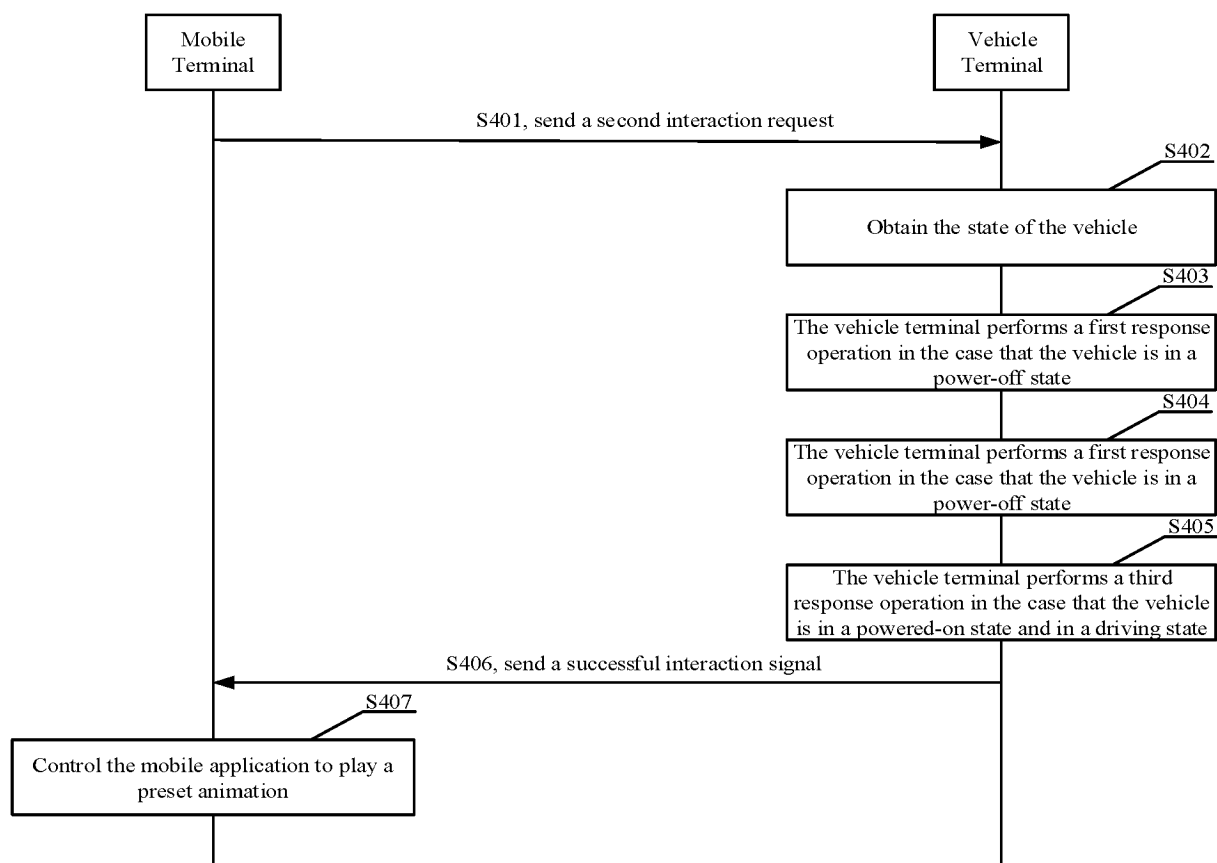 Mobile
Terminal
Vehicle
Terminal
S401, send a second interaction request
S402
Obtain the state of the vehicle
S403
The vehicle terminal performs a first response
operation in the case that the vehicle is in a
power-off state
S404
The vehicle terminal performs a first response
operation in the case that the vehicle is in a
power-off state
S405
The vehicle terminal performs a third
response operation in the case that the vehicle
is in a powered-on state and in a driving state
S406, send a successful interaction signal
S407
Control the mobile application to play a
preset animation